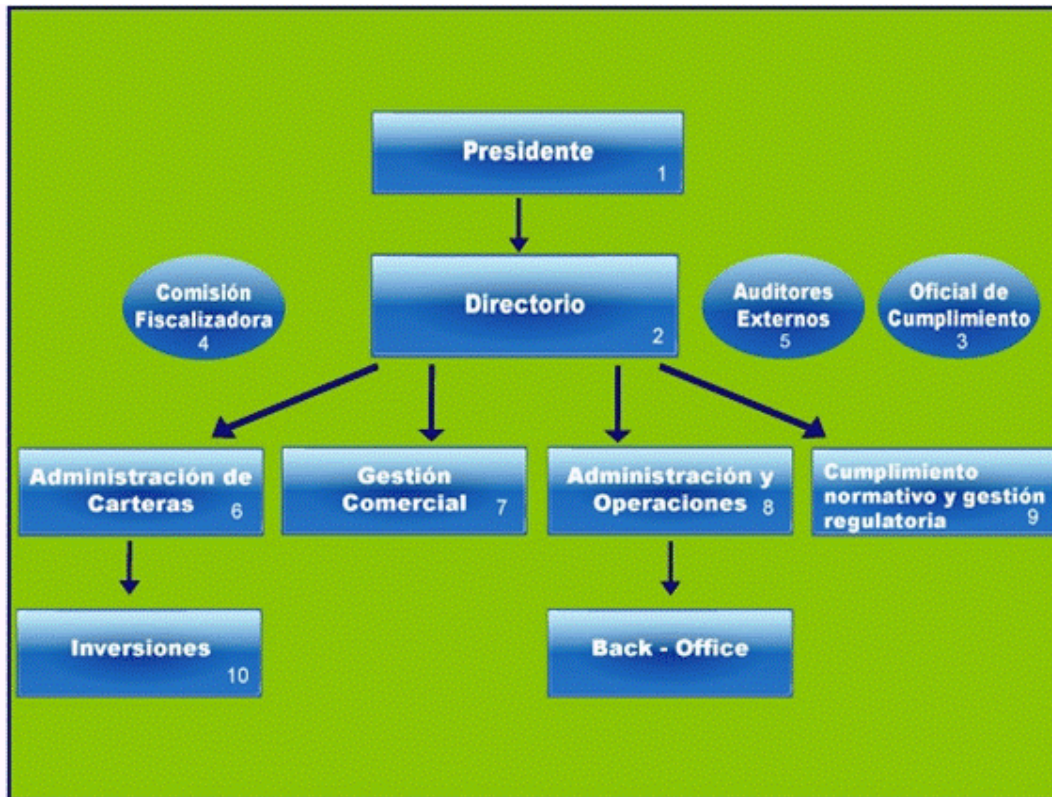 Presidente
1
Comisión
Fiscalizadora
4
Directorio
2
Auditores
Externos
5
Oficial de
Cumplimiento
3
Administración de
Carteras 6
Gestión
Comercial 7
Administración y
Operaciones 8
Cumplimiento
normativo y gestión
regulatoria 9
Inversiones
10
Back - Office